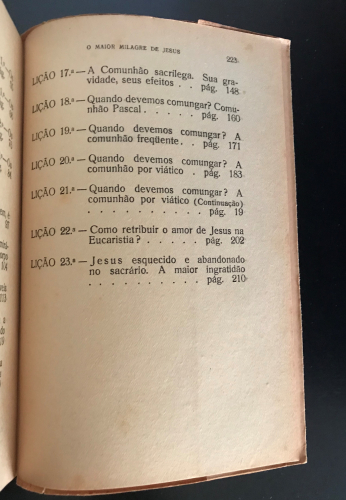 O MAIOR MILAGRE DE JESUS 225
LIÇÃO 17.ª — A Comunhão sacrílega. Sua gra-
vidade, seus efeitos . . pág. 148
LIÇÃO 18.ª — Quando devemos comungar? Comu-
nhão Pascal. . . . . pág. 160
LIÇÃO 19.ª — Quando devemos comungar? A
comunhão freqüente. . pág. 171
LIÇÃO 20.ª — Quando devemos comungar? A
comunhão por viático . pág. 183
LIÇÃO 21.ª — Quando devemos comungar? A
comunhão por viático (Continuação)
. . . . . . . . . . pág. 19
LIÇÃO 22.ª — Como retribuir o amor de Jesus na
Eucaristia? . . . . . pág. 202
LIÇÃO 23.ª — Jesus esquecido e abandonado
no sacrário. A maior ingratidão
. . . . . . . . . . pág. 210